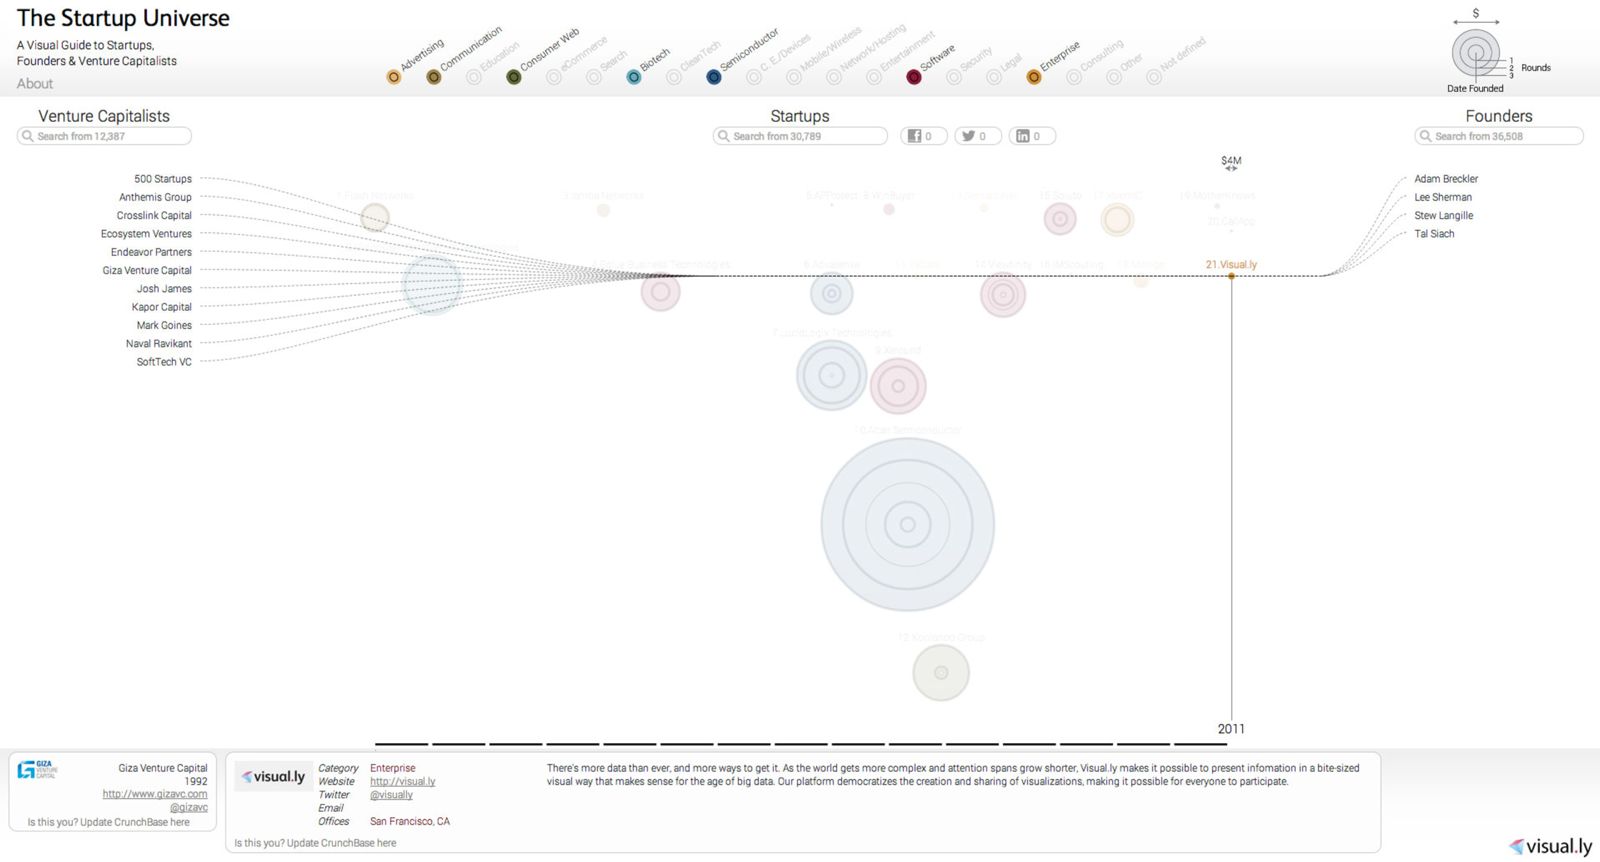 The Startup Universe
A Visual Guide to Startups,
Founders & Venture Capitalists
About
Advertising
Communication
Education
Consumer Web
eCommerce
Search
Biotech
CleanTech
Semiconductor
C. E./Devices
Mobile/Wireless
Network/Hosting
Entertainment
Software
Security
Legal
Enterprise
Consulting
Other
Not defined
$
1
2
3
Rounds
Date Founded
Venture Capitalists
Search from 12,387
Startups
Search from 30,789
0
0
0
Founders
Search from 36,508
$4M
500 Startups
Anthemis Group
Crosslink Capital
Ecosystem Ventures
Endeavor Partners
Giza Venture Capital
Josh James
Kapor Capital
Mark Goines
Naval Ravikant
SoftTech VC
Adam Breckler
Lee Sherman
Stew Langille
Tal Siach
21.Visual.ly
2011
GIZA
VENTURE
CAPITAL
Giza Venture Capital
1992
http://www.gizavc.com
@gizavc
Is this you? Update CrunchBase here
visual.ly
Category Enterprise
Website http://visual.ly
Twitter @visually
Email
Offices San Francisco, CA
Is this you? Update CrunchBase here
There's more data than ever, and more ways to get it. As the world gets more complex and attention spans grow shorter, Visual.ly makes it possible to present infomation in a bite-sized
visual way that makes sense for the age of big data. Our platform democratizes the creation and sharing of visualizations, making it possible for everyone to participate.
visual.ly